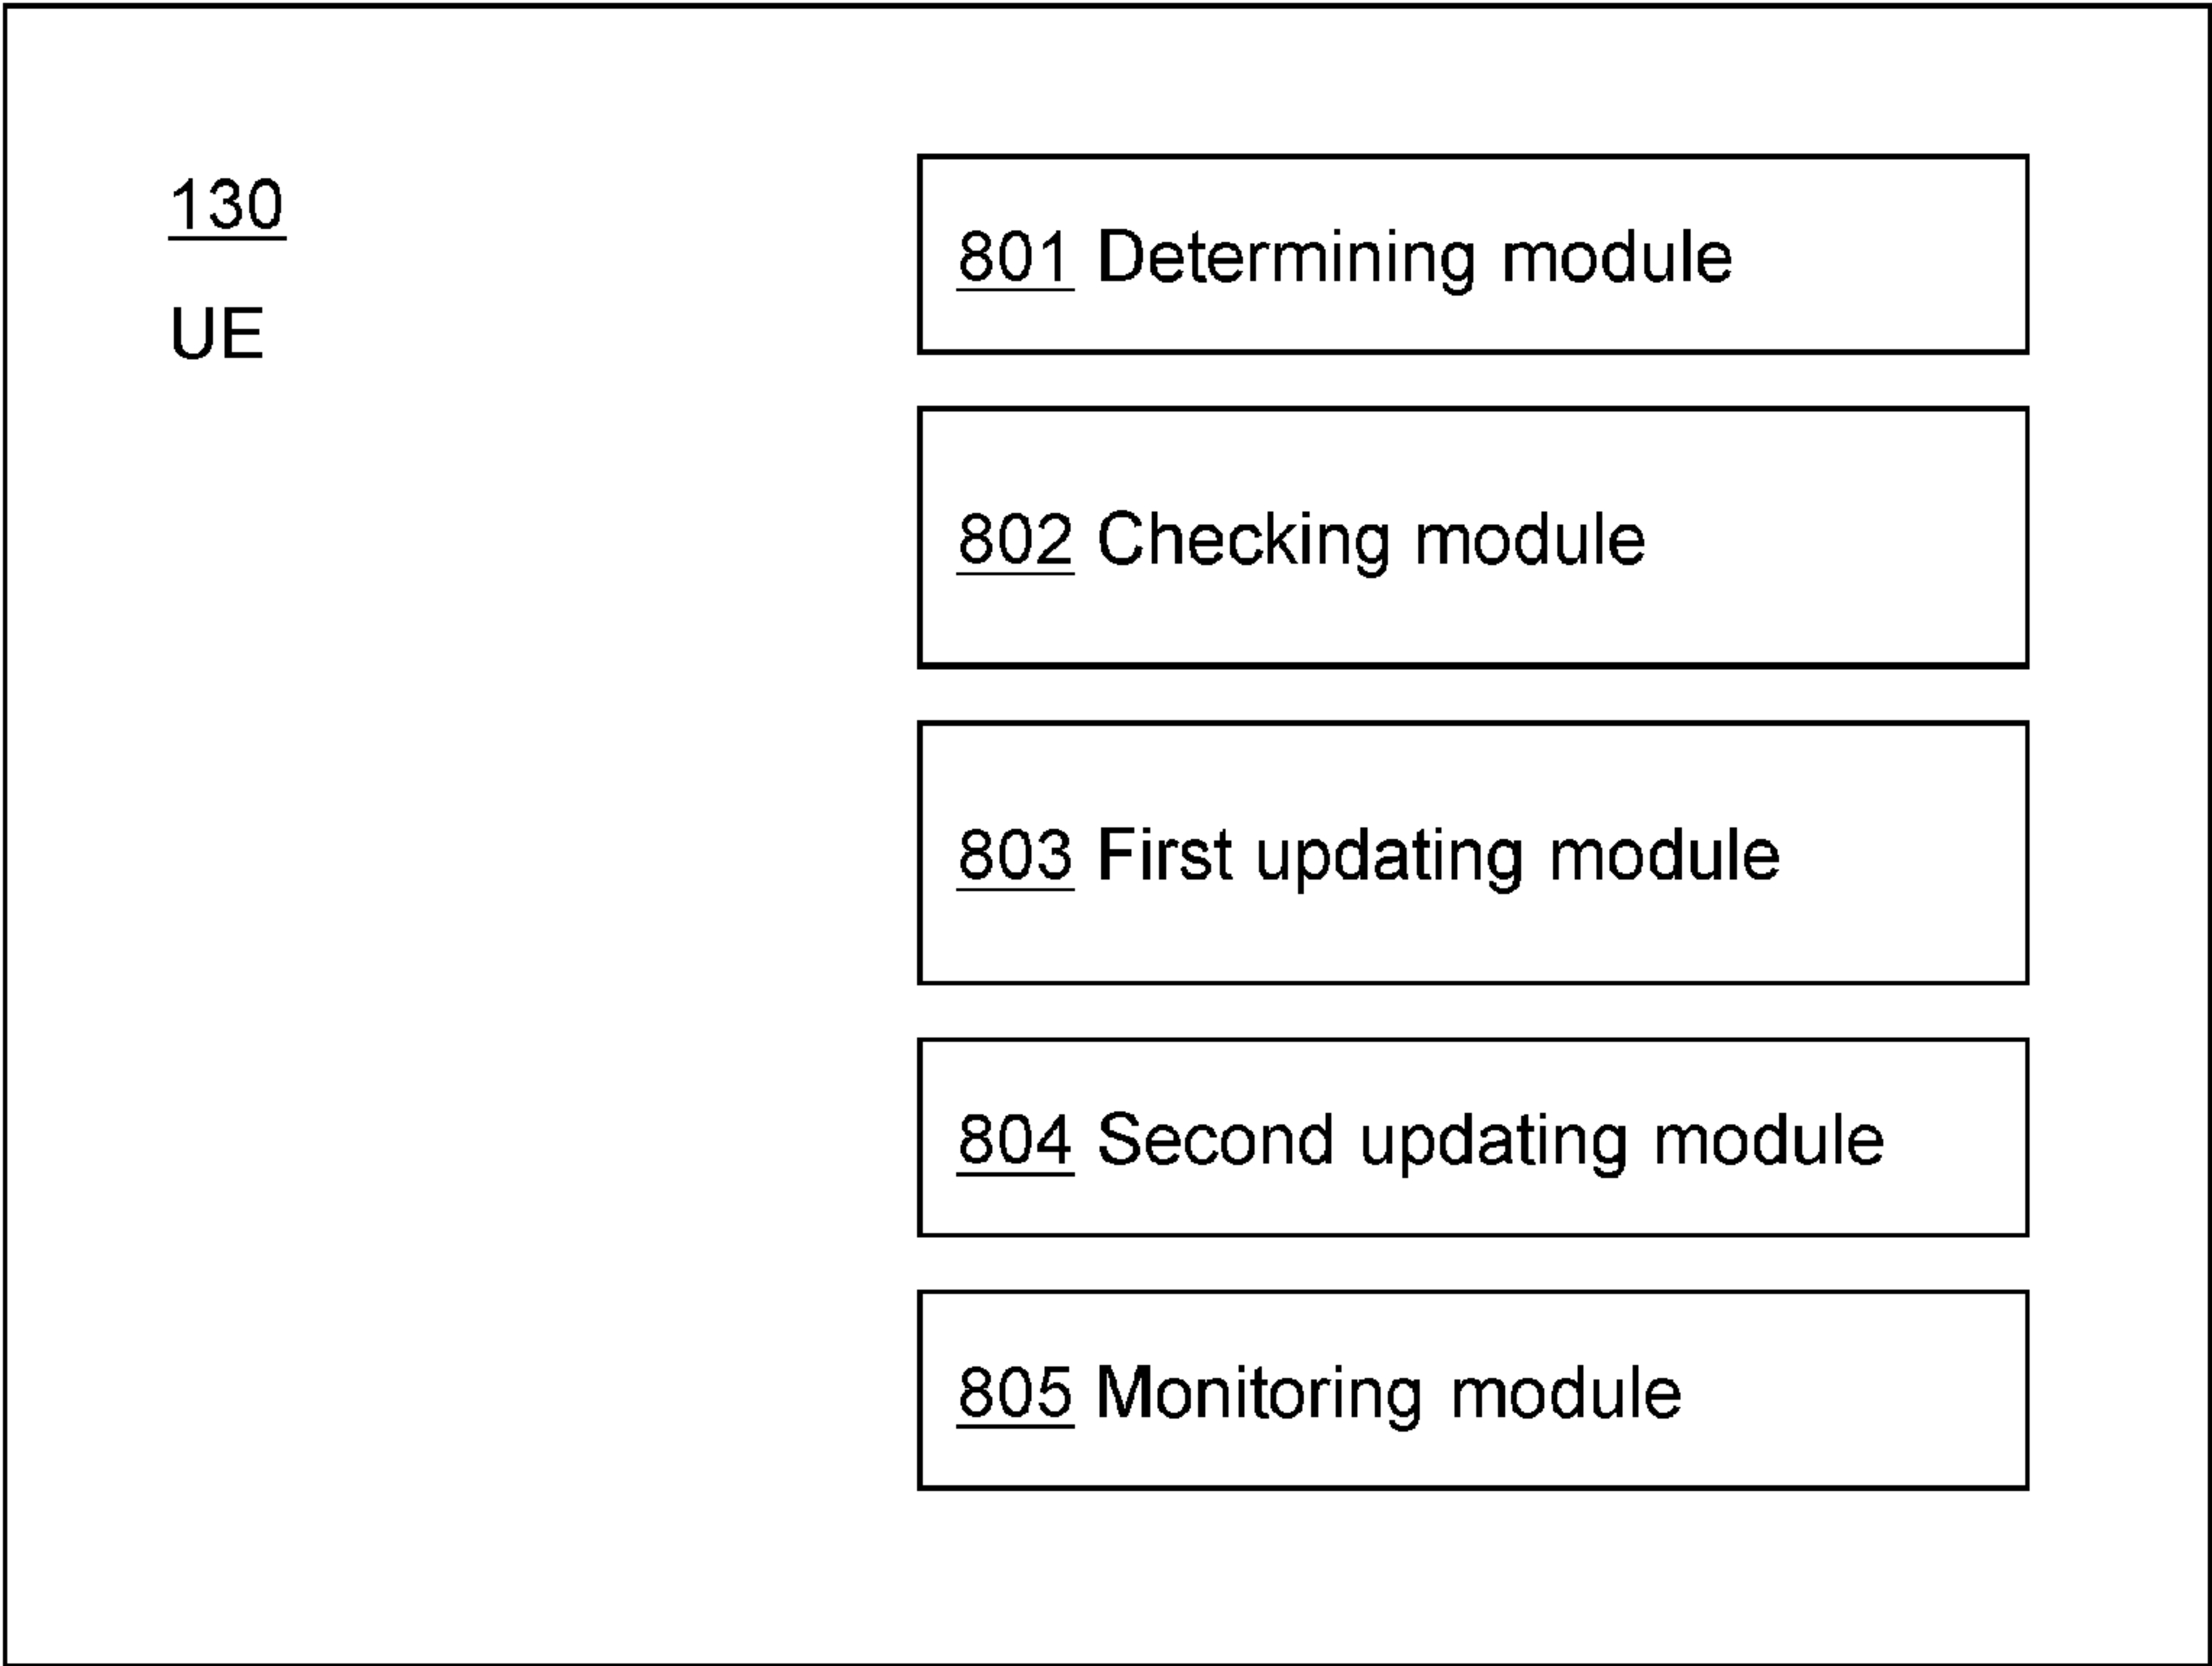 130
UE
801 Determining module
802 Checking module
803 First updating module
804 Second updating module
805 Monitoring module